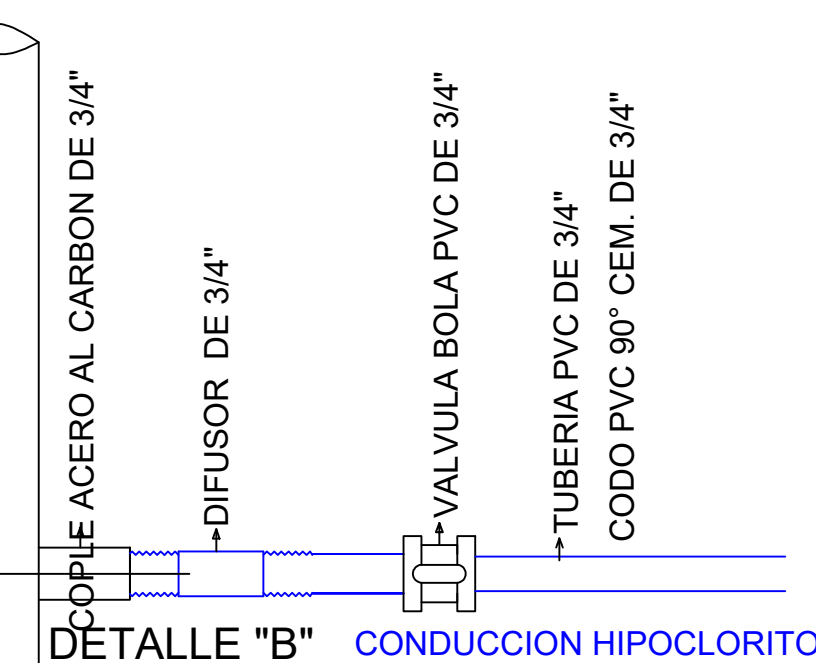 COPLE ACERO AL CARBON DE 3/4"
DIFUSOR DE 3/4"
VALVULA BOLA PVC DE 3/4"
TUBERIA PVC DE 3/4"
CODO PVC 90° CEM. DE 3/4"
DETALLE "B"
CONDUCCION HIPOCLORITO